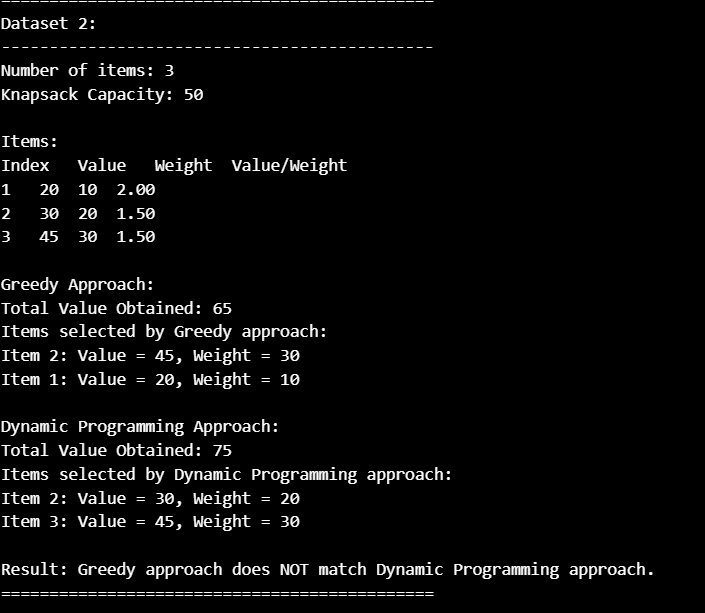 =============================================
Dataset 2:
---------------------------------------------
Number of items: 3
Knapsack Capacity: 50
Items:
Index   Value   Weight  Value/Weight
1   20  10  2.00
2   30  20  1.50
3   45  30  1.50
Greedy Approach:
Total Value Obtained: 65
Items selected by Greedy approach:
Item 2: Value = 45, Weight = 30
Item 1: Value = 20, Weight = 10
Dynamic Programming Approach:
Total Value Obtained: 75
Items selected by Dynamic Programming approach:
Item 2: Value = 30, Weight = 20
Item 3: Value = 45, Weight = 30
Result: Greedy approach does NOT match Dynamic Programming approach.
=============================================